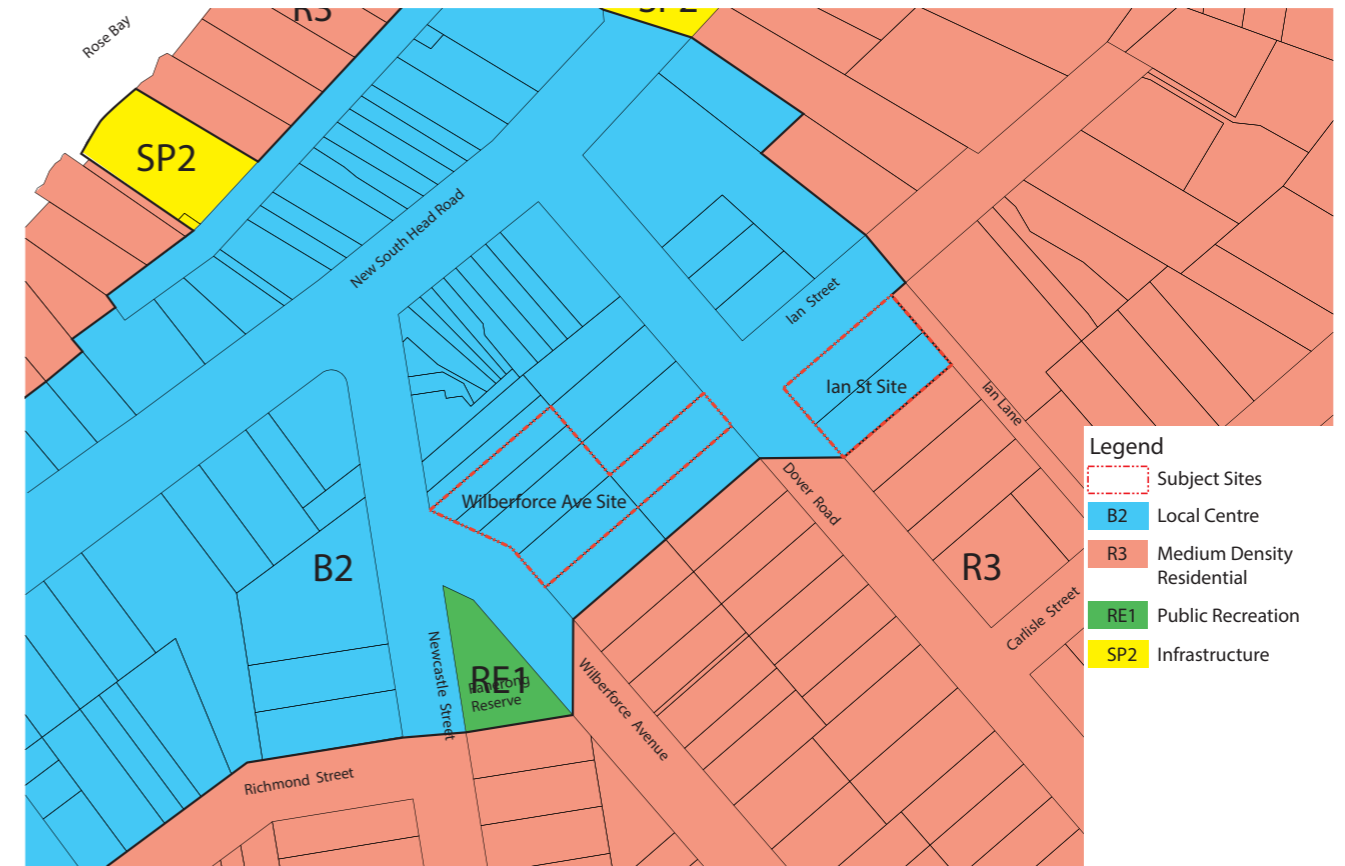 Rose Bay
R3
SP2
SP2
New South Head Road
Ian Street
Ian St Site
Ian Lane
Wilberforce Ave Site
Dover Road
B2
R3
Carlisle Street
Newcastle Street
RE1
Panerong
Reserve
Wilberforce Avenue
Richmond Street
Legend
Subject Sites
B2 Local Centre
R3 Medium Density
Residential
RE1 Public Recreation
SP2 Infrastructure